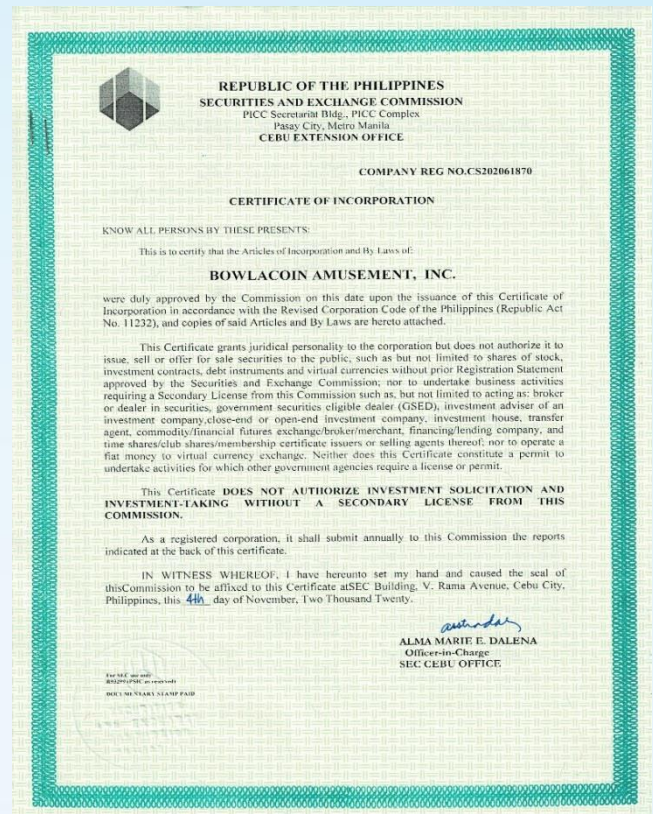 REPUBLIC OF THE PHILIPPINES
SECURITIES AND EXCHANGE COMMISSION
PICC Secretariat Bldg., PICC Complex
Pasay City, Metro Manila
CEBU EXTENSION OFFICE
COMPANY REG NO.CS202061870
CERTIFICATE OF INCORPORATION
KNOW ALL PERSONS BY THESE PRESENTS:
This is to certify that the Articles of Incorporation and By Laws of:
BOWLACOIN AMUSEMENT, INC.
were duly approved by the Commission on this date upon the issuance of this Certificate of
Incorporation in accordance with the Revised Corporation Code of the Philippines (Republic Act
No. 11232), and copies of said Articles and By Laws are hereto attached.
This Certificate grants juridical personality to the corporation but does not authorize it to
issue, sell or offer for sale securities to the public, such as but not limited to shares of stock,
investment contracts, debt instruments and virtual currencies without prior Registration Statement
approved by the Securities and Exchange Commission; nor to undertake business activities
requiring a Secondary License from this Commission such as, but not limited to acting as: broker
or dealer in securities, government securities eligible dealer (GSED), investment adviser of an
investment company,close-end or open-end investment company, investment house, transfer
agent, commodity/financial futures exchange/broker/merchant, financing/lending company, and
time shares/club shares/membership certificate issuers or selling agents thereof; nor to operate a
fiat money to virtual currency exchange. Neither does this Certificate constitute a permit to
undertake activities for which other government agencies require a license or permit.
This Certificate DOES NOT AUTHORIZE INVESTMENT SOLICITATION AND
INVESTMENT-TAKING WITHOUT A SECONDARY LICENSE FROM THIS
COMMISSION.
As a registered corporation, it shall submit annually to this Commission the reports
indicated at the back of this certificate.
IN WITNESS WHEREOF, I have hereunto set my hand and caused the seal of
thisCommission to be affixed to this Certificate atSEC Building, V. Rama Avenue, Cebu City,
Philippines, this 4th day of November, Two Thousand Twenty.
ALMA MARIE E. DALENA
Officer-in-Charge
SEC CEBU OFFICE
For SEC use only
DOCUMENTARY STAMP PAID